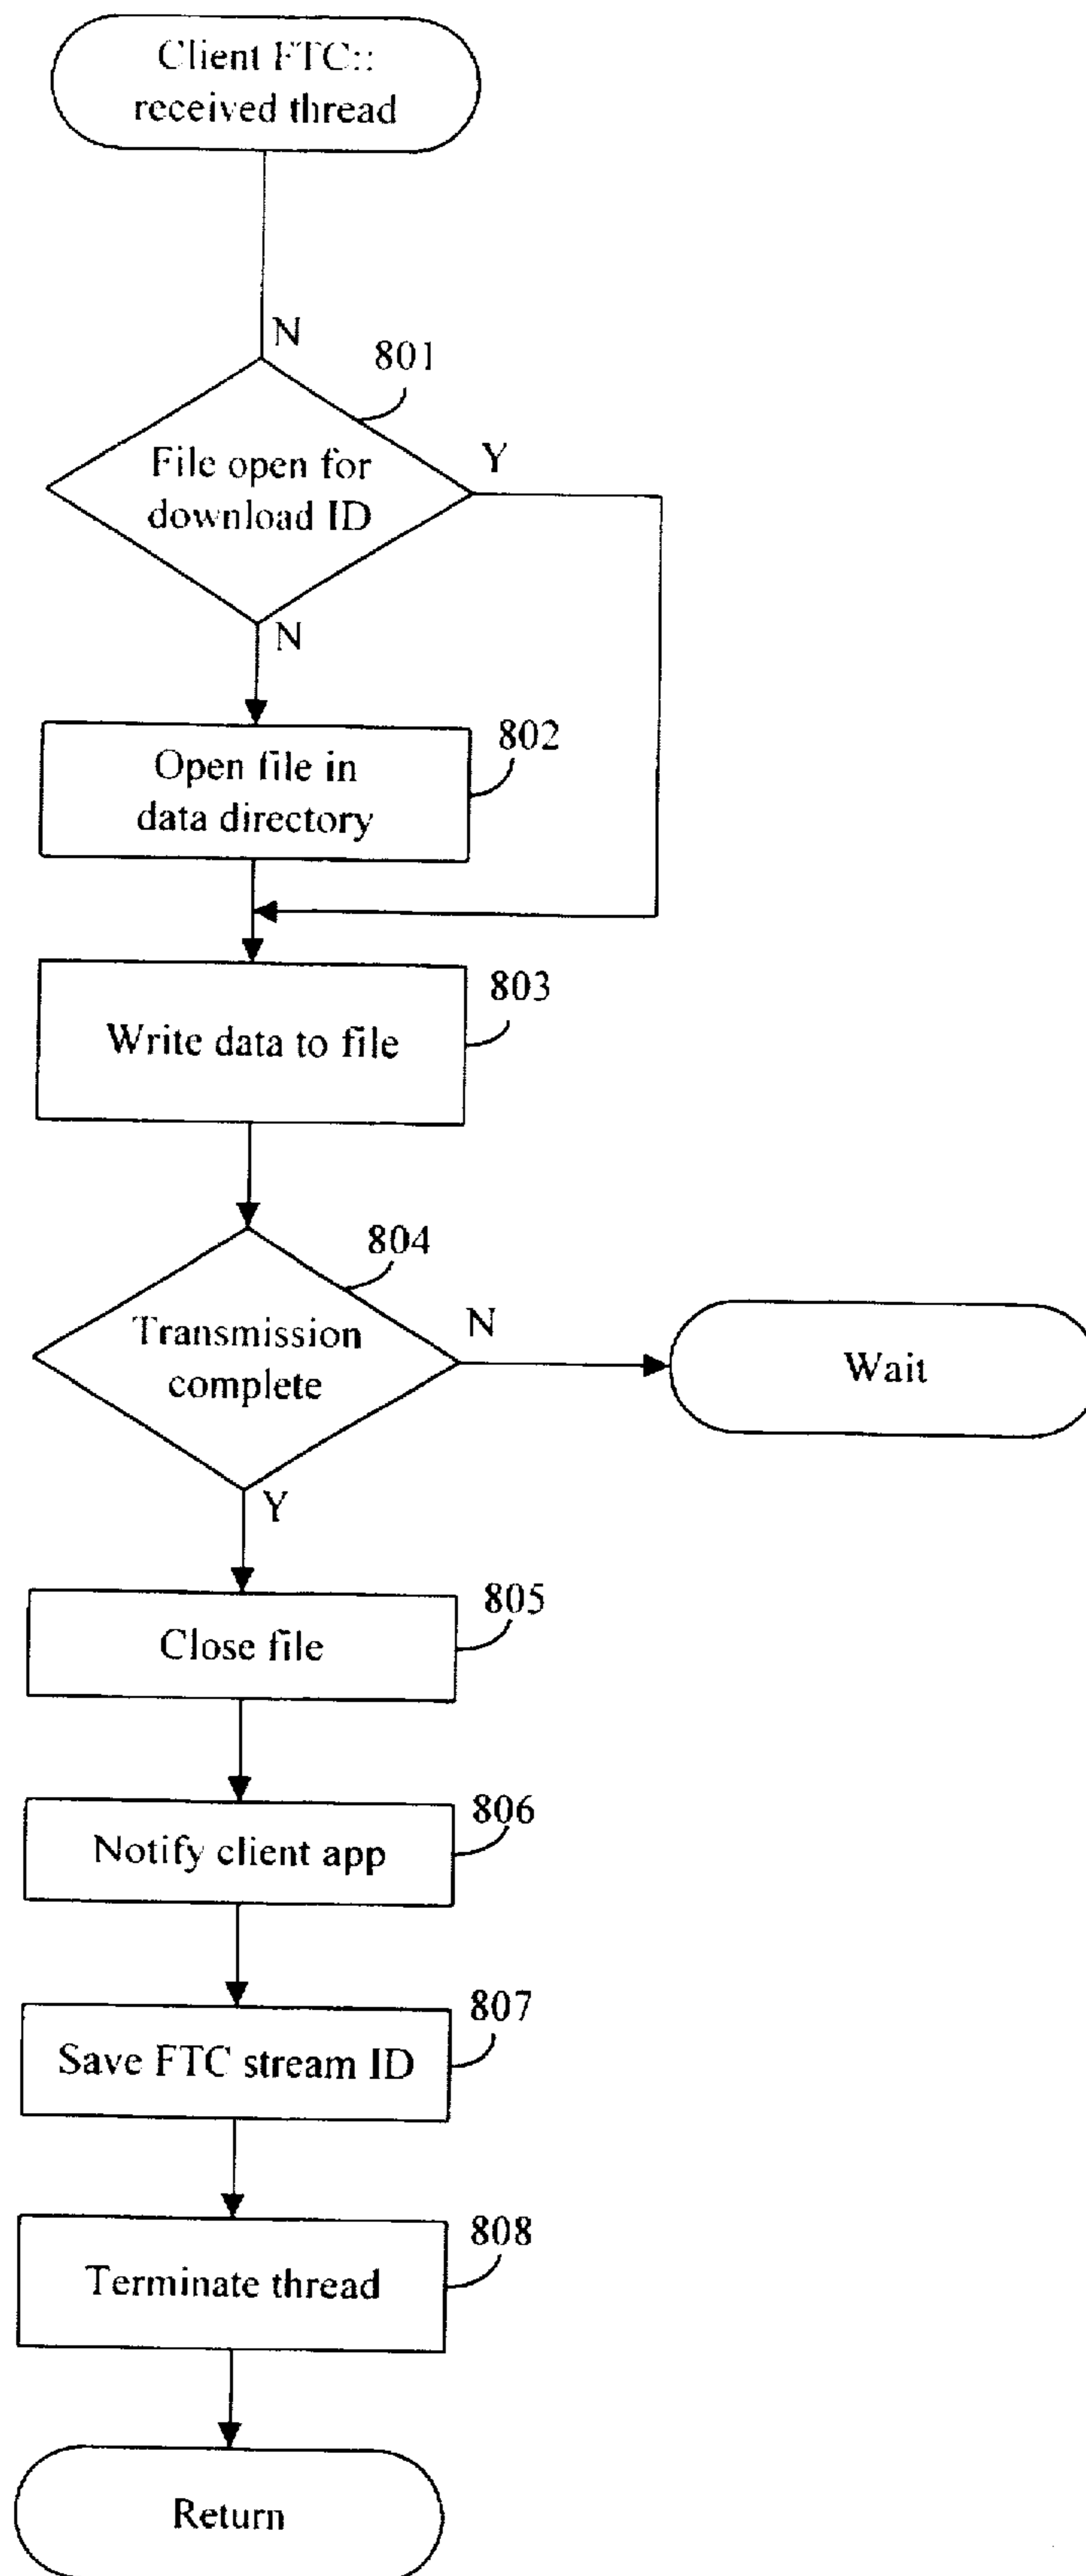 Client FTC::
received thread
N
801
File open for
download ID
Y
N
802
Open file in
data directory
803
Write data to file
804
Transmission
complete
N
Wait
Y
805
Close file
806
Notify client app
807
Save FTC stream ID
808
Terminate thread
Return